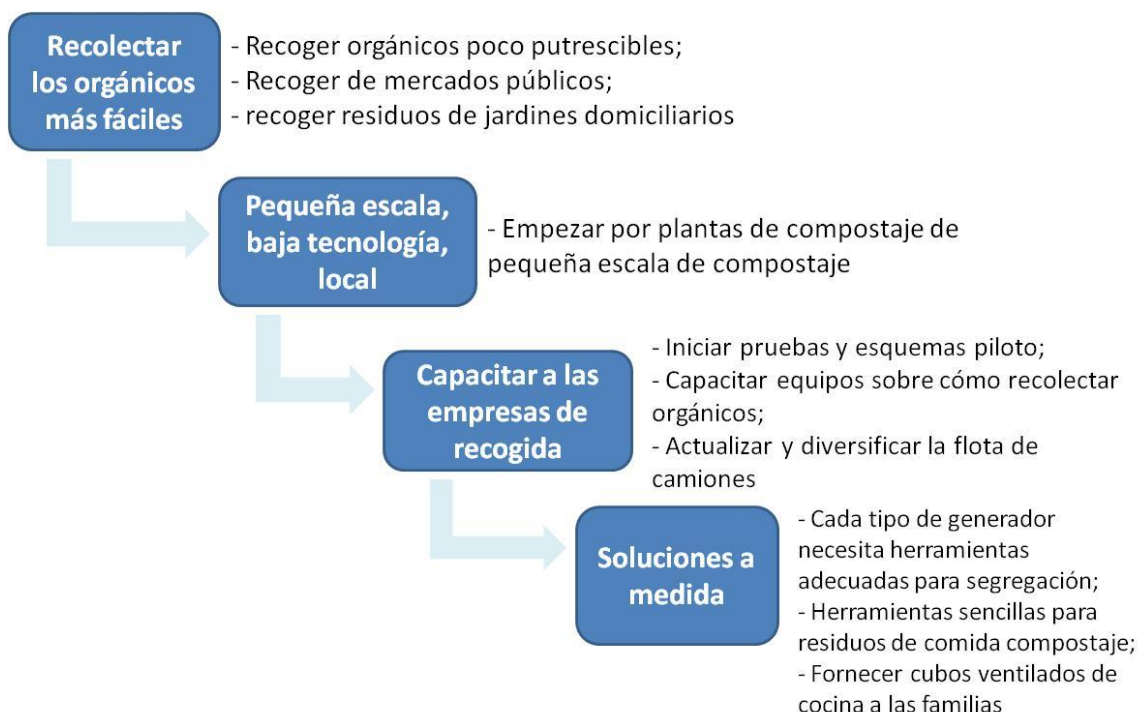 Recolectar
los orgánicos
más fáciles
- Recoger orgánicos poco putrescibles;
- Recoger de mercados públicos;
- recoger residuos de jardines domiciliarios
Pequeña escala,
baja tecnología,
local
- Empezar por plantas de compostaje de
pequeña escala de compostaje
Capacitar a las
empresas de
recogida
- Iniciar pruebas y esquemas piloto;
- Capacitar equipos sobre cómo recolectar
orgánicos;
- Actualizar y diversificar la flota de
camiones
Soluciones a
medida
- Cada tipo de generador
necesita herramientas
adecuadas para segregación;
- Herramientas sencillas para
residuos de comida compostaje;
- Fornecer cubos ventilados de
cocina a las familias